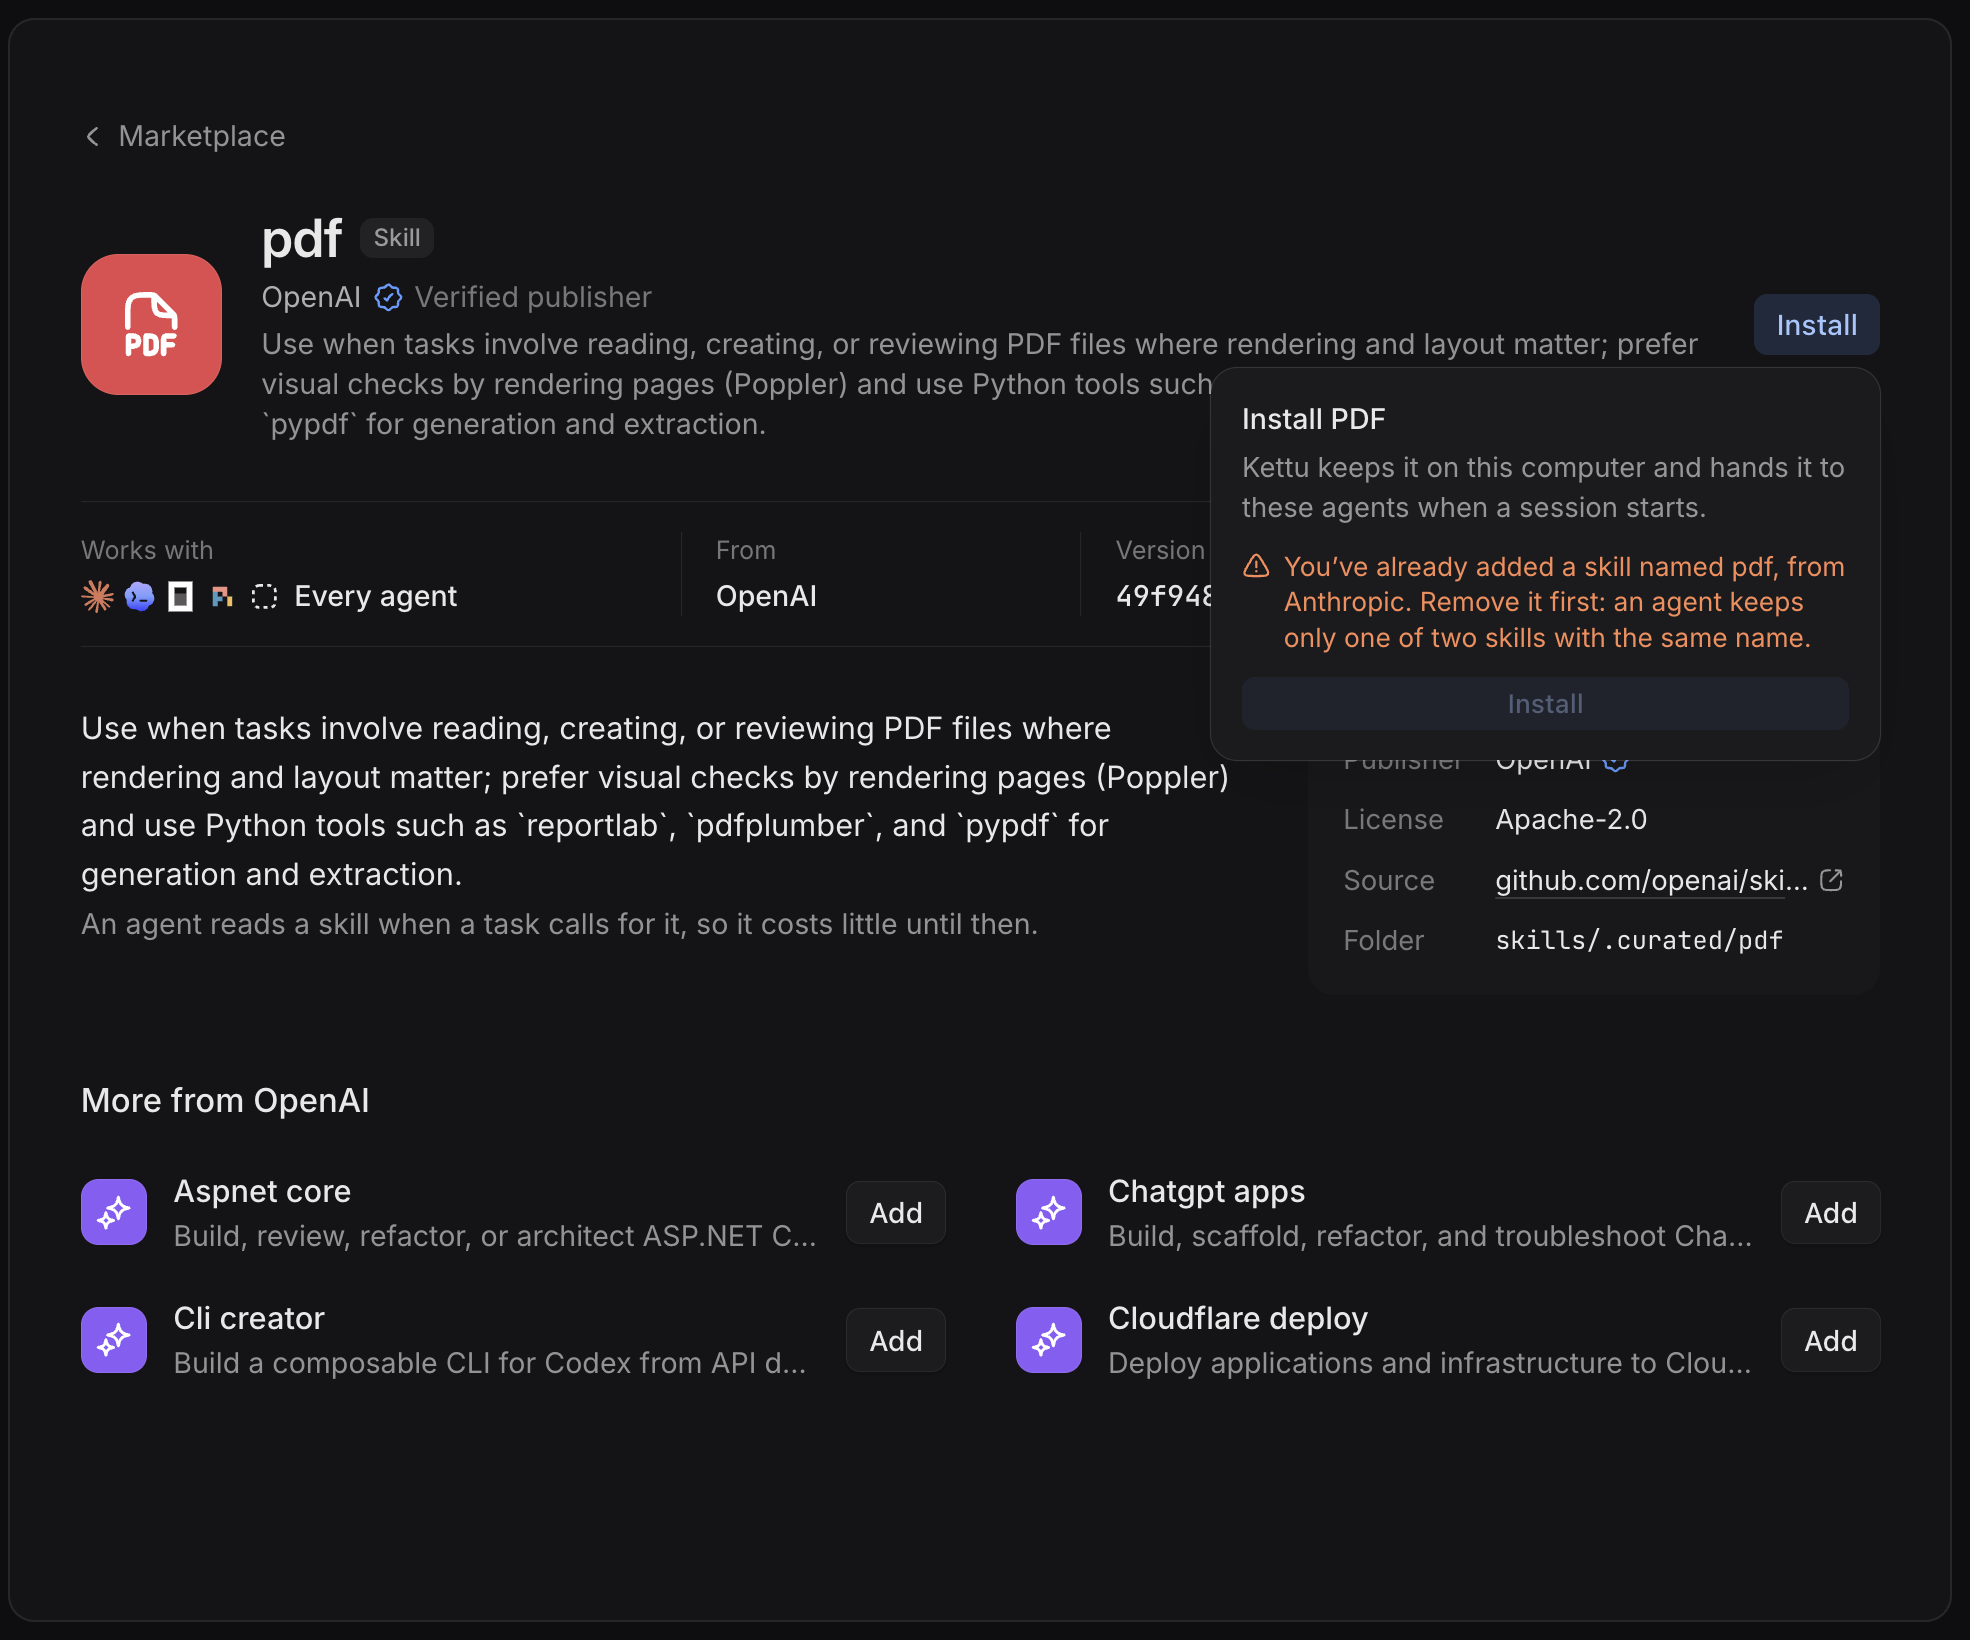 Marketplace
pdf Skill
PDF
OpenAI Verified publisher
Use when tasks involve reading, creating, or reviewing PDF files where rendering and layout matter; prefer
visual checks by rendering pages (Poppler) and use Python tools such
`pypdf` for generation and extraction.
Install
Install PDF
Kettu keeps it on this computer and hands it to
these agents when a session starts.
You’ve already added a skill named pdf, from
Anthropic. Remove it first: an agent keeps
only one of two skills with the same name.
Install
Works with
Every agent
From
OpenAI
Version
49f948
Use when tasks involve reading, creating, or reviewing PDF files where
rendering and layout matter; prefer visual checks by rendering pages (Poppler)
and use Python tools such as `reportlab`, `pdfplumber`, and `pypdf` for
generation and extraction.
An agent reads a skill when a task calls for it, so it costs little until then.
Publisher OpenAI
License Apache-2.0
Source github.com/openai/ski...
Folder skills/.curated/pdf
More from OpenAI
Aspnet core
Build, review, refactor, or architect ASP.NET C...
Add
Chatgpt apps
Build, scaffold, refactor, and troubleshoot Cha...
Add
Cli creator
Build a composable CLI for Codex from API d...
Add
Cloudflare deploy
Deploy applications and infrastructure to Clou...
Add